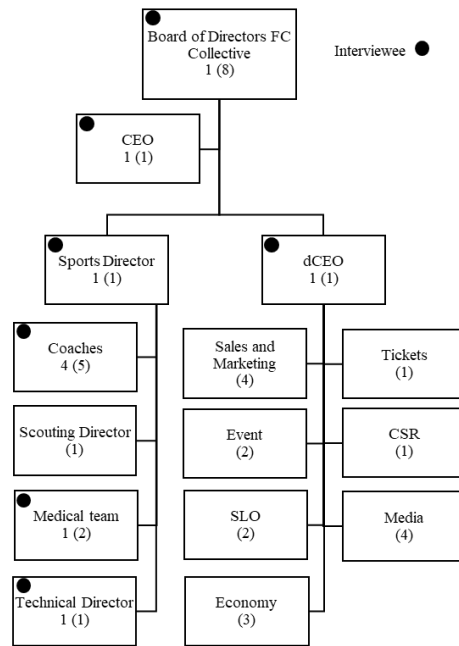 Board of Directors FC
Collective
1 (8)
Interviewee
CEO
1 (1)
Sports Director
1 (1)
dCEO
1 (1)
Coaches
4 (5)
Sales and
Marketing
(4)
Tickets
(1)
Scouting Director
(1)
Event
(2)
CSR
(1)
Medical team
1 (2)
SLO
(2)
Media
(4)
Technical Director
1 (1)
Economy
(3)